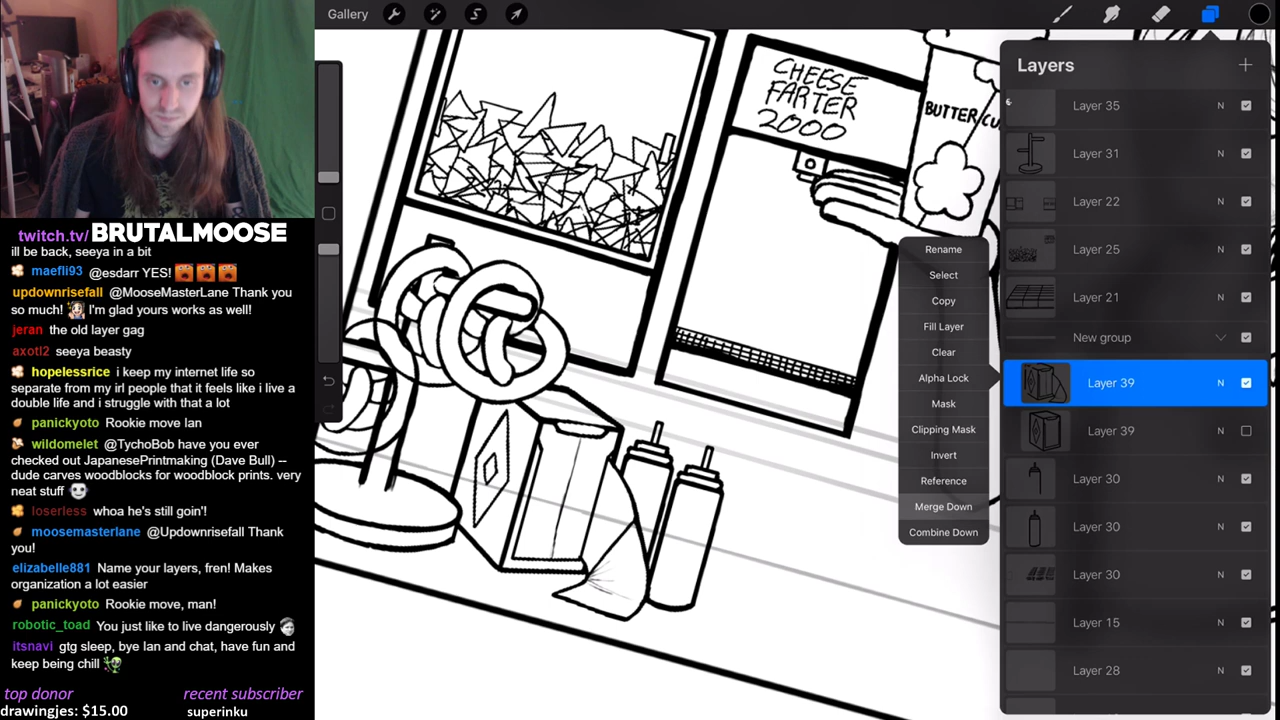 Gallery
Layers
Layer 35 N
Layer 31 N
Layer 22 N
Layer 25 N
Layer 21 N
New group
Layer 39 N
Layer 39 N
Layer 30 N
Layer 30 N
Layer 30 N
Layer 15 N
Layer 28 N
Rename
Select
Copy
Fill Layer
Clear
Alpha Lock
Mask
Clipping Mask
Invert
Reference
Merge Down
Combine Down
CHEESE
FARTER
2000
BUTTER CU
twitch.tv/BRUTALMOOSE
ill be back, seeya in a bit
maefli93 @esdarr YES!
updownrisefall @MooseMasterLane Thank you
so much! I'm glad yours works as well!
jeran the old layer gag
axotl2 seeya beasty
hopelessrice i keep my internet life so
separate from my irl people that it feels like i live a
double life and i struggle with that a lot
panickyoto Rookie move Ian
wildomelet @TychoBob have you ever
checked out JapanesePrintmaking (Dave Bull) --
dude carves woodblocks for woodblock prints. very
neat stuff
loserless whoa he's still goin'!
moosemasterlane @Updownrisefall Thank
you!
elizabelle881 Name your layers, fren! Makes
organization a lot easier
panickyoto Rookie move, man!
robotic_toad You just like to live dangerously
itsnavi gtg sleep, bye Ian and chat, have fun and
keep being chill
top donor
drawingjes: $15.00
recent subscriber
superinku